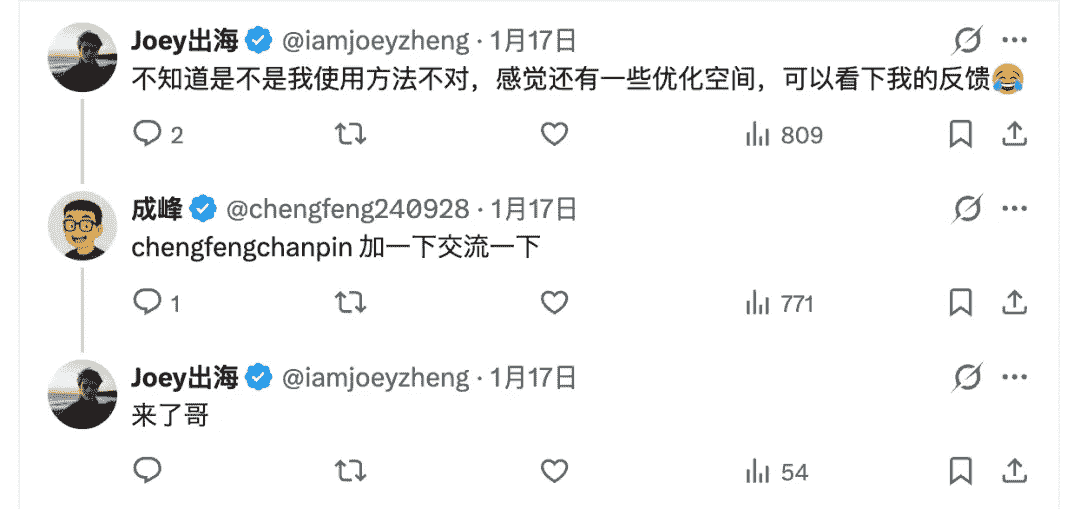 Joey出海 @iamjoeyzheng · 1月17日
不知道是不是我使用方法不对，感觉还有一些优化空间，可以看下我的反馈😂
2 809
成峰 @chengfeng240928 · 1月17日
chengfengchanpin 加一下交流一下
1 771
Joey出海 @iamjoeyzheng · 1月17日
来了哥
54